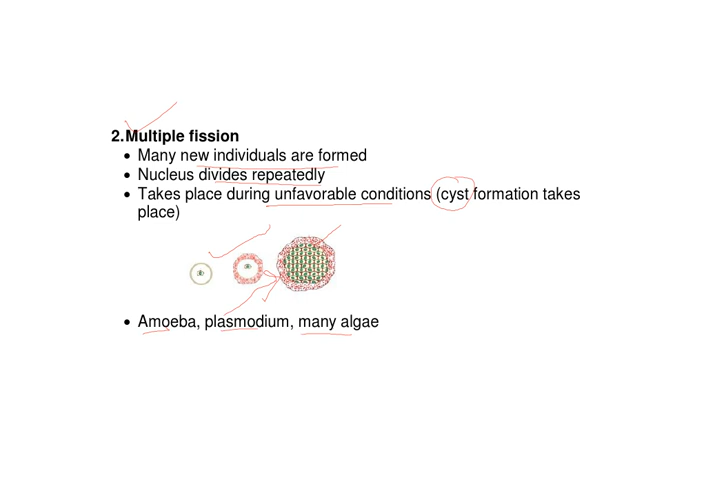 2.Multiple fission
• Many new individuals are formed
• Nucleus divides repeatedly
• Takes place during unfavorable conditions (cyst formation takes
place)
• Amoeba, plasmodium, many algae